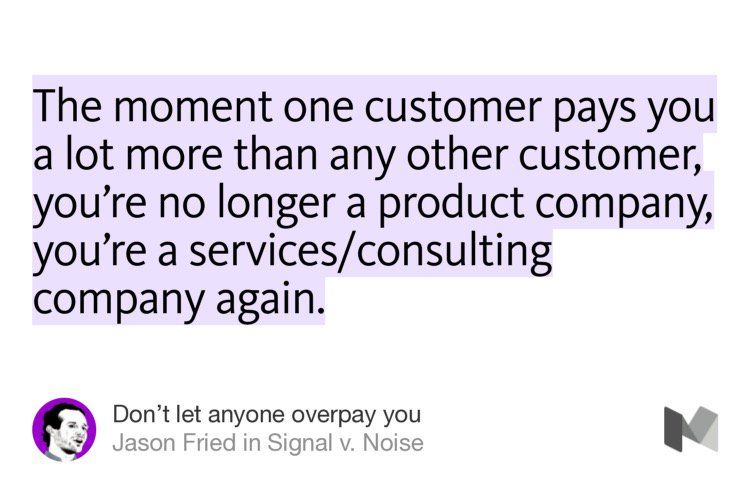 The moment one customer pays you
a lot more than any other customer,
you’re no longer a product company,
you’re a services/consulting
company again.
Don’t let anyone overpay you
Jason Fried in Signal v. Noise